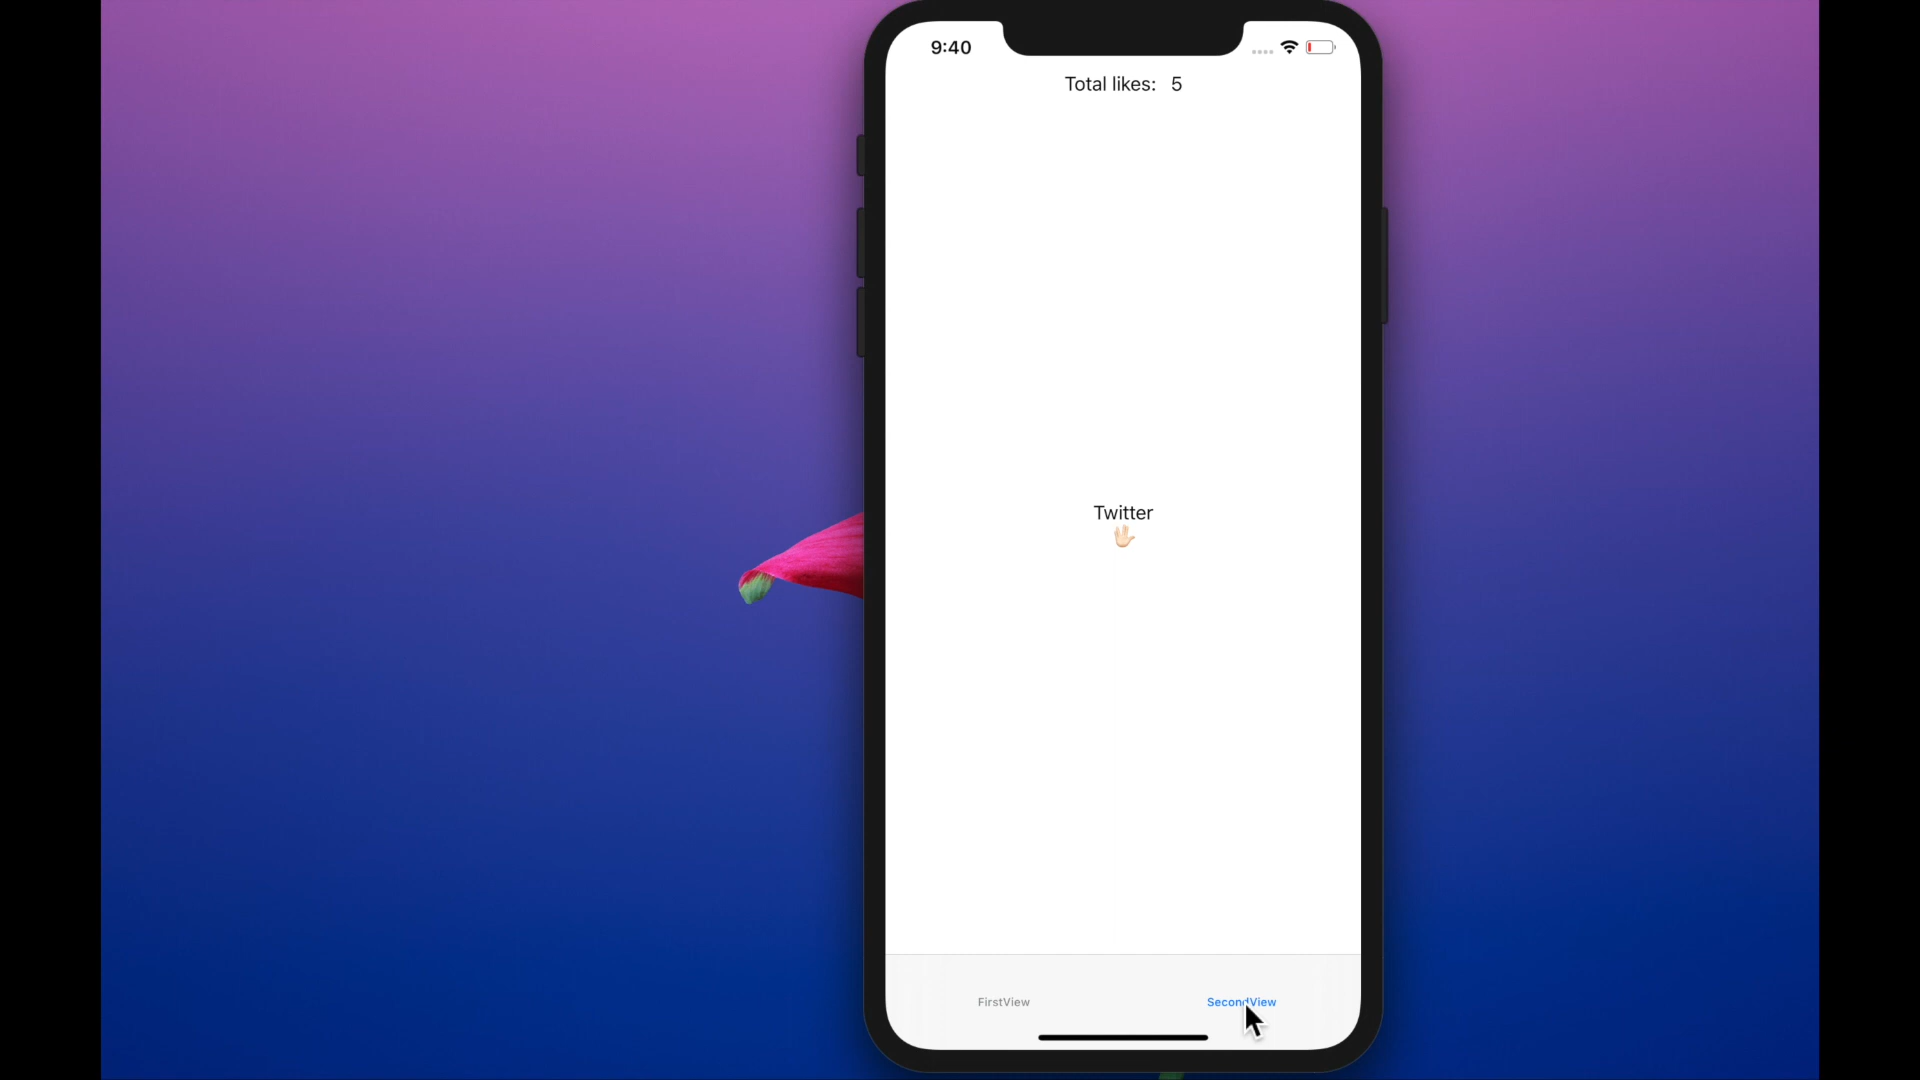 9:40
Total likes: 5
Twitter
🖖🏻
FirstView
SecondView